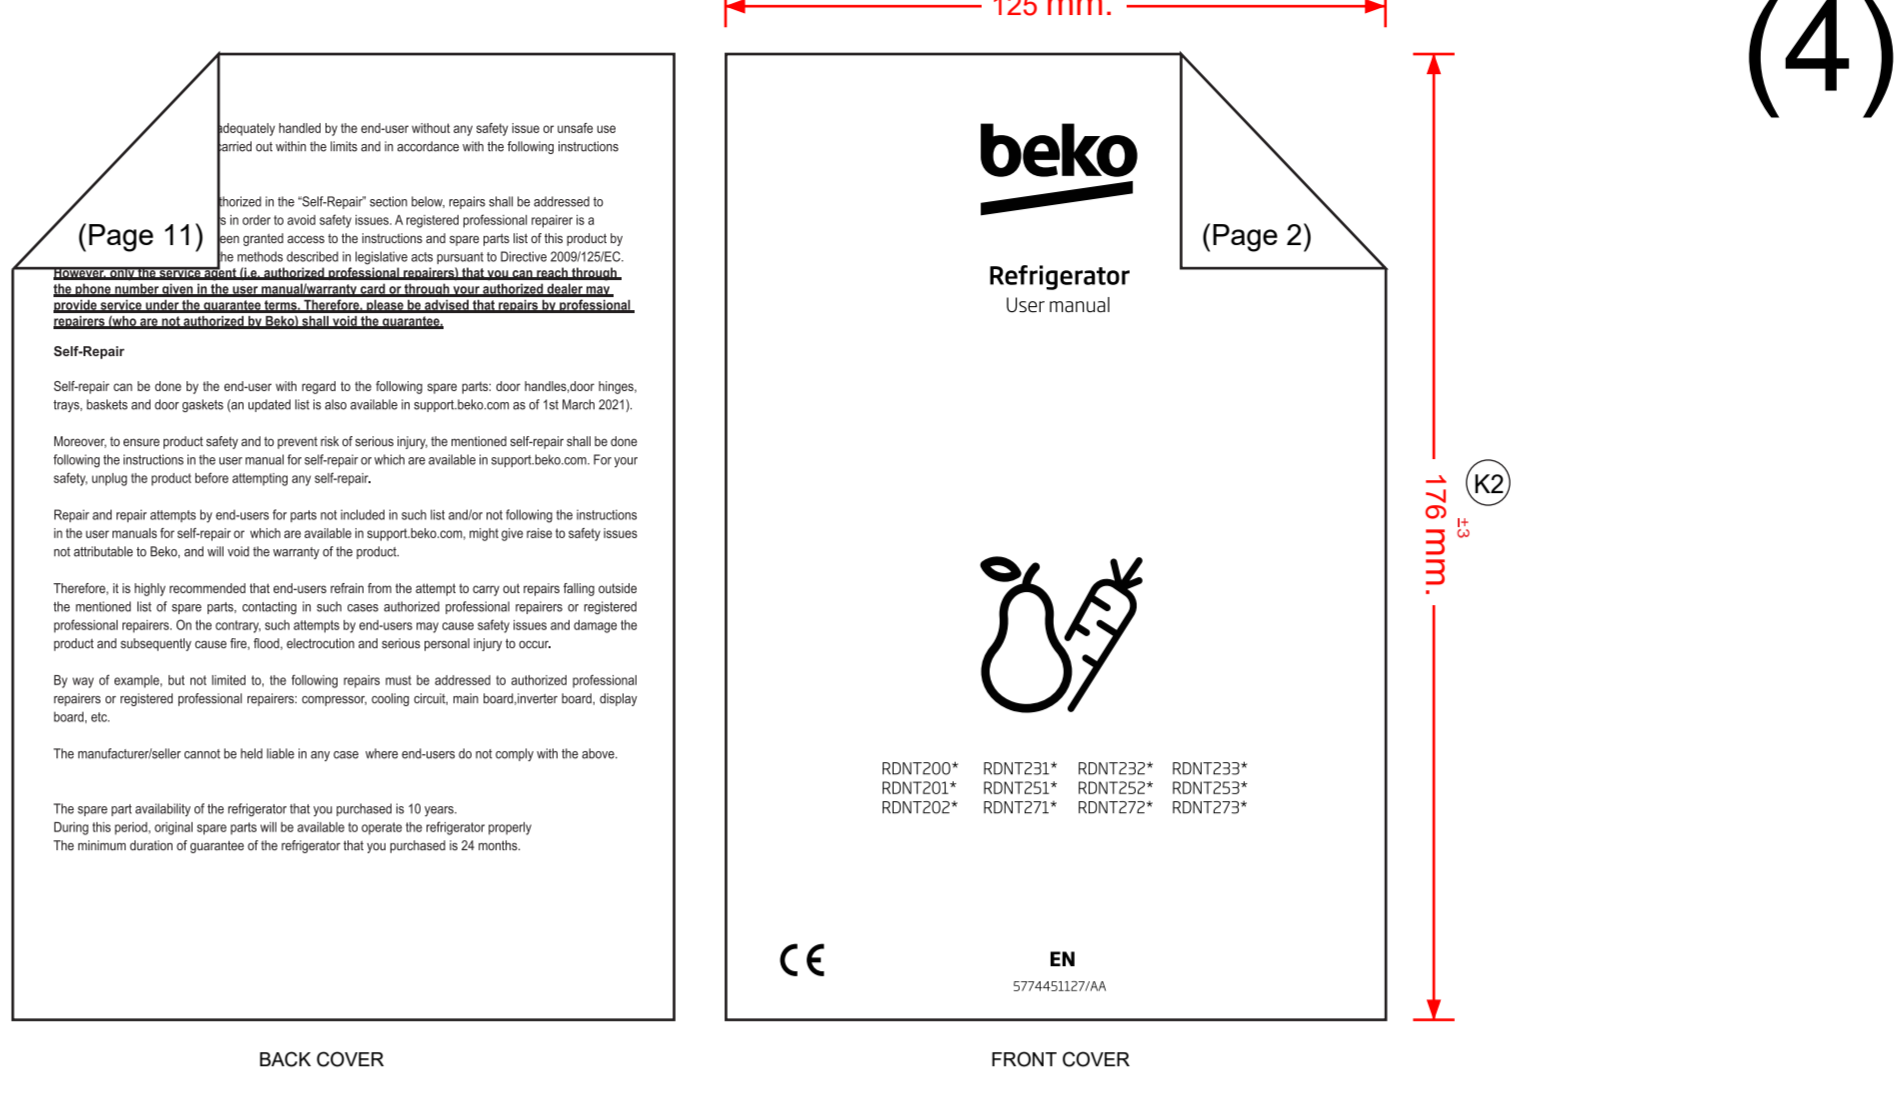 125 mm.
(4)
adequately handled by the end-user without any safety issue or unsafe use
carried out within the limits and in accordance with the following instructions
thorized in the “Self-Repair” section below, repairs shall be addressed to
s in order to avoid safety issues. A registered professional repairer is a
een granted access to the instructions and spare parts list of this product by
he methods described in legislative acts pursuant to Directive 2009/125/EC.
However, only the service agent (i.e. authorized professional repairers) that you can reach through
the phone number given in the user manual/warranty card or through your authorized dealer may
provide service under the guarantee terms. Therefore, please be advised that repairs by professional
repairers (who are not authorized by Beko) shall void the guarantee.
(Page 11)
Self-Repair
Self-repair can be done by the end-user with regard to the following spare parts: door handles,door hinges,
trays, baskets and door gaskets (an updated list is also available in support.beko.com as of 1st March 2021).
Moreover, to ensure product safety and to prevent risk of serious injury, the mentioned self-repair shall be done
following the instructions in the user manual for self-repair or which are available in support.beko.com. For your
safety, unplug the product before attempting any self-repair.
Repair and repair attempts by end-users for parts not included in such list and/or not following the instructions
in the user manuals for self-repair or which are available in support.beko.com, might give raise to safety issues
not attributable to Beko, and will void the warranty of the product.
Therefore, it is highly recommended that end-users refrain from the attempt to carry out repairs falling outside
the mentioned list of spare parts, contacting in such cases authorized professional repairers or registered
professional repairers. On the contrary, such attempts by end-users may cause safety issues and damage the
product and subsequently cause fire, flood, electrocution and serious personal injury to occur.
By way of example, but not limited to, the following repairs must be addressed to authorized professional
repairers or registered professional repairers: compressor, cooling circuit, main board,inverter board, display
board, etc.
The manufacturer/seller cannot be held liable in any case where end-users do not comply with the above.
The spare part availability of the refrigerator that you purchased is 10 years.
During this period, original spare parts will be available to operate the refrigerator properly
The minimum duration of guarantee of the refrigerator that you purchased is 24 months.
BACK COVER
beko
(Page 2)
Refrigerator
User manual
RDNT200* RDNT231* RDNT232* RDNT233*
RDNT201* RDNT251* RDNT252* RDNT253*
RDNT202* RDNT271* RDNT272* RDNT273*
CE
EN
5774451127/AA
FRONT COVER
176 mm.
±3
K2